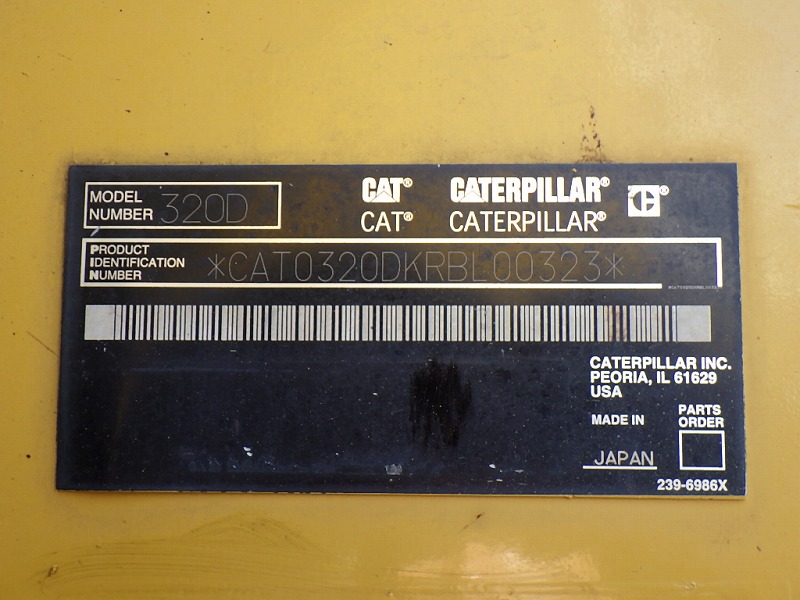 MODEL
NUMBER 320D
CAT® CATERPILLAR® ®
CAT® CATERPILLAR®
PRODUCT
IDENTIFICATION
NUMBER
*CAT0320DKRBL00323*
CATERPILLAR INC.
PEORIA, IL 61629
USA
MADE IN
JAPAN
PARTS
ORDER
239-6986X